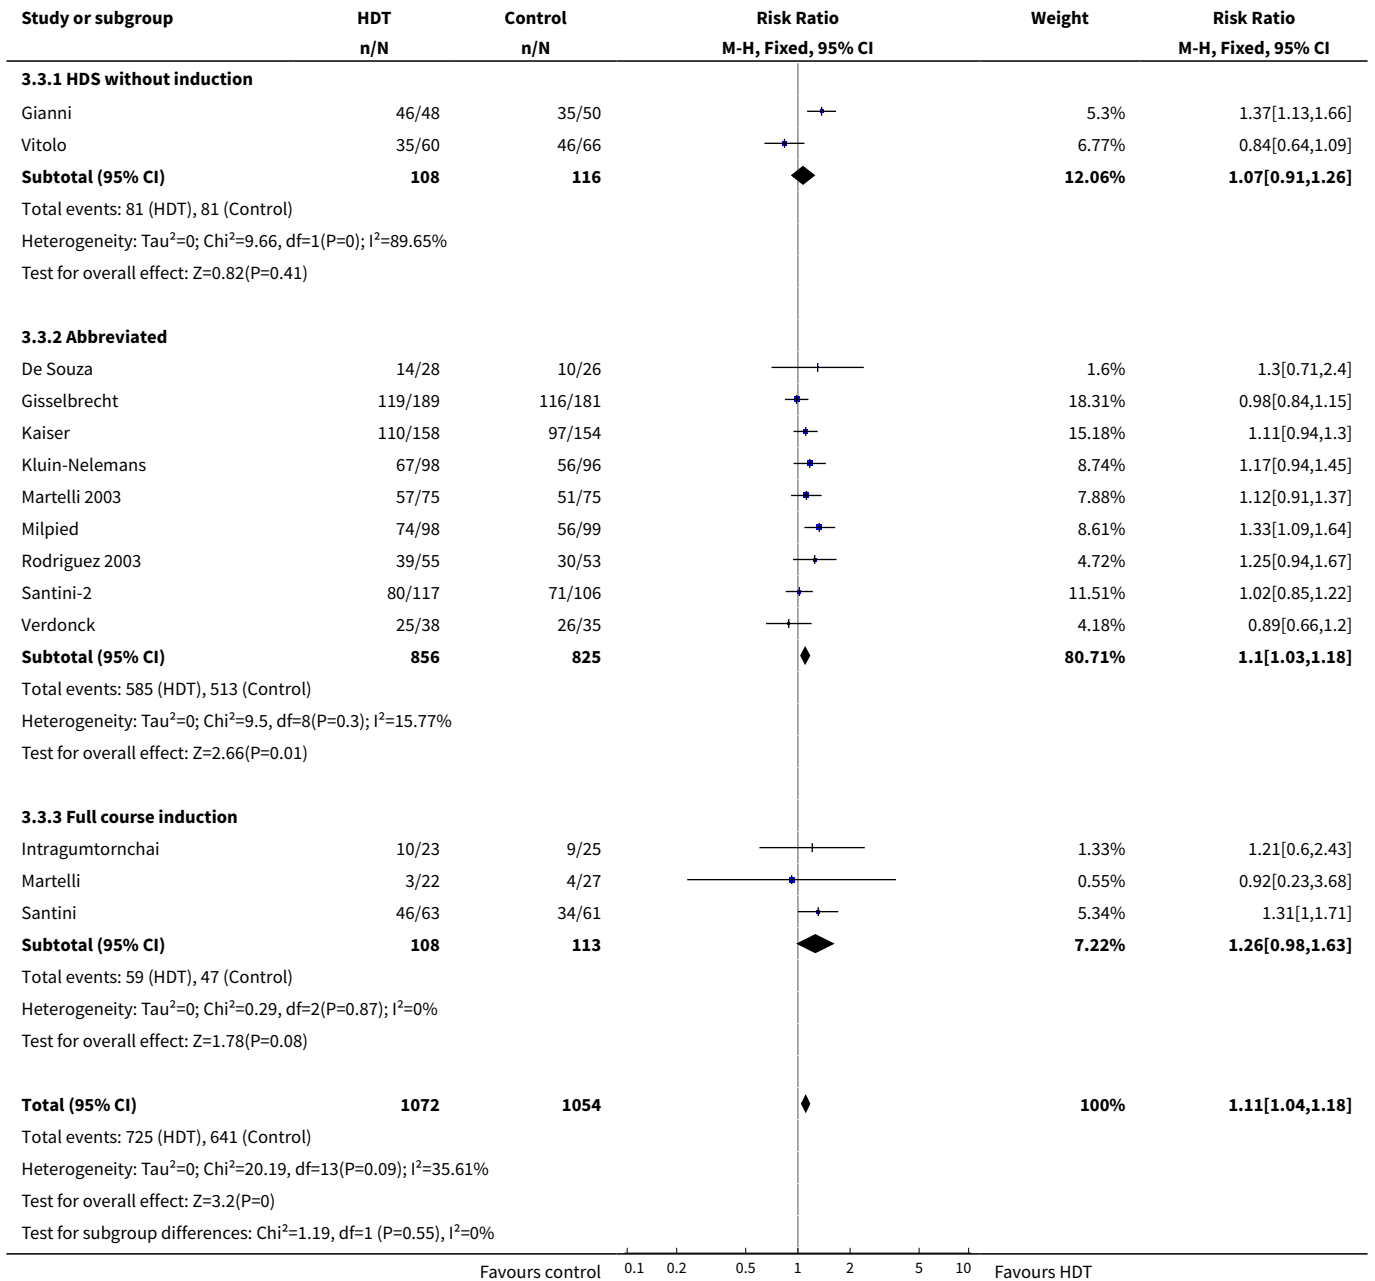 Study or subgroup HDT Control Risk Ratio Weight Risk Ratio
n/N n/N M-H, Fixed, 95% CI M-H, Fixed, 95% CI
3.3.1 HDS without induction
Gianni 46/48 35/50 5.3% 1.37[1.13,1.66]
Vitolo 35/60 46/66 6.77% 0.84[0.64,1.09]
Subtotal (95% CI) 108 116 12.06% 1.07[0.91,1.26]
Total events: 81 (HDT), 81 (Control)
Heterogeneity: Tau²=0; Chi²=9.66, df=1(P=0); I²=89.65%
Test for overall effect: Z=0.82(P=0.41)
3.3.2 Abbreviated
De Souza 14/28 10/26 1.6% 1.3[0.71,2.4]
Gisselbrecht 119/189 116/181 18.31% 0.98[0.84,1.15]
Kaiser 110/158 97/154 15.18% 1.11[0.94,1.3]
Kluin-Nelemans 67/98 56/96 8.74% 1.17[0.94,1.45]
Martelli 2003 57/75 51/75 7.88% 1.12[0.91,1.37]
Milpied 74/98 56/99 8.61% 1.33[1.09,1.64]
Rodriguez 2003 39/55 30/53 4.72% 1.25[0.94,1.67]
Santini-2 80/117 71/106 11.51% 1.02[0.85,1.22]
Verdonck 25/38 26/35 4.18% 0.89[0.66,1.2]
Subtotal (95% CI) 856 825 80.71% 1.1[1.03,1.18]
Total events: 585 (HDT), 513 (Control)
Heterogeneity: Tau²=0; Chi²=9.5, df=8(P=0.3); I²=15.77%
Test for overall effect: Z=2.66(P=0.01)
3.3.3 Full course induction
Intragumtornchai 10/23 9/25 1.33% 1.21[0.6,2.43]
Martelli 3/22 4/27 0.55% 0.92[0.23,3.68]
Santini 46/63 34/61 5.34% 1.31[1,1.71]
Subtotal (95% CI) 108 113 7.22% 1.26[0.98,1.63]
Total events: 59 (HDT), 47 (Control)
Heterogeneity: Tau²=0; Chi²=0.29, df=2(P=0.87); I²=0%
Test for overall effect: Z=1.78(P=0.08)
Total (95% CI) 1072 1054 100% 1.11[1.04,1.18]
Total events: 725 (HDT), 641 (Control)
Heterogeneity: Tau²=0; Chi²=20.19, df=13(P=0.09); I²=35.61%
Test for overall effect: Z=3.2(P=0)
Test for subgroup differences: Chi²=1.19, df=1 (P=0.55), I²=0%
Favours control 0.1 0.2 0.5 1 2 5 10 Favours HDT